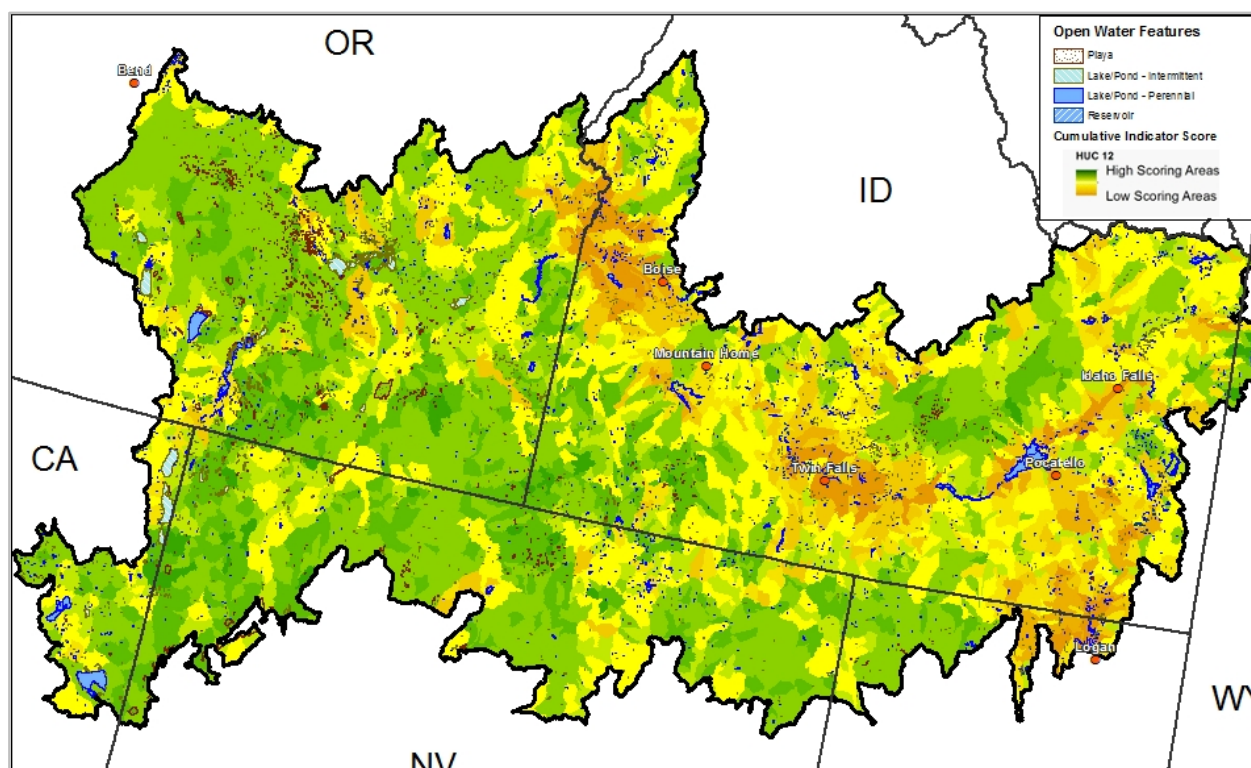 OR
Bend
Open Water Features
Playa
Lake/Pond - Intermittent
Lake/Pond - Perennial
Reservoir
Cumulative Indicator Score
HUC 12
High Scoring Areas
Low Scoring Areas
ID
Boise
Mountain Home
Idaho Falls
CA
Twin Falls
Pocatello
Logan
WY
NV